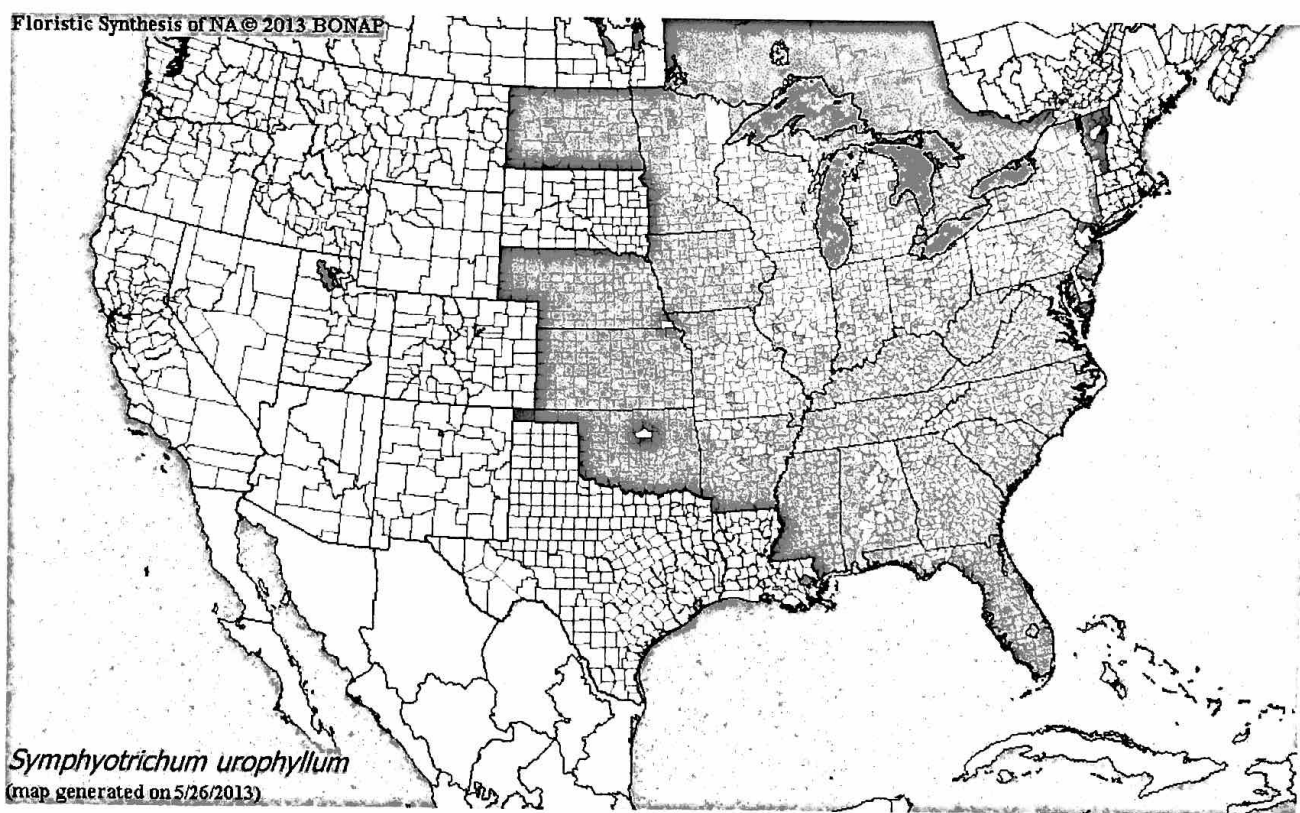 Floristic Synthesis of NA © 2013 BONAP
Symphyotrichum urophyllum
(map generated on 5/26/2013)